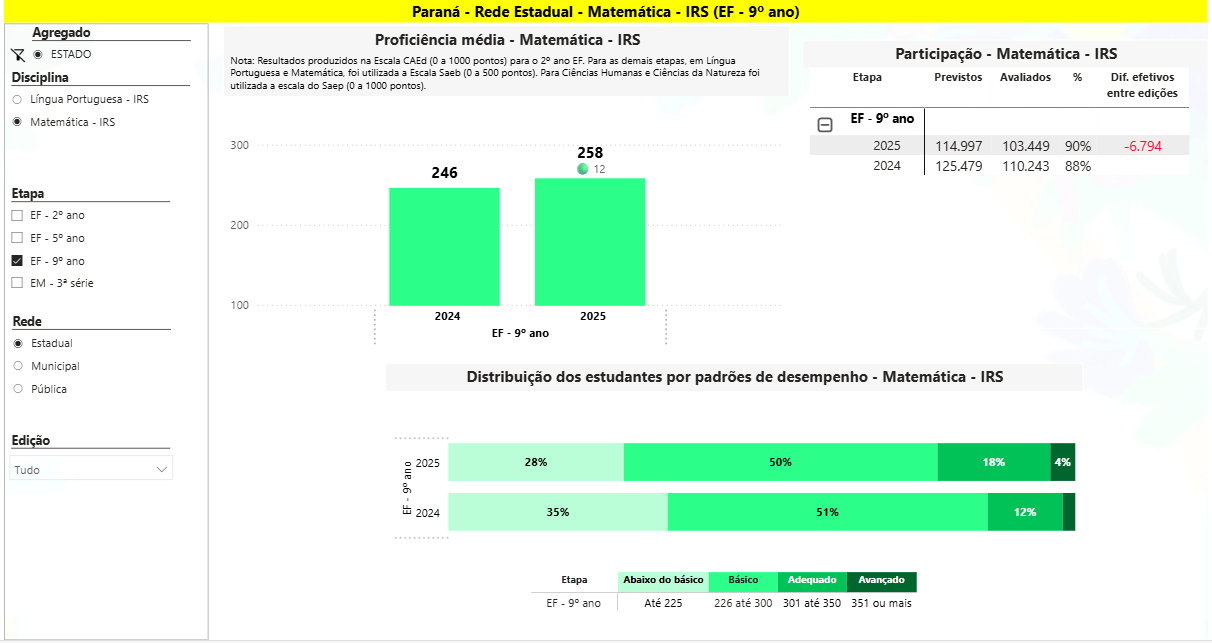 Paraná - Rede Estadual - Matemática - IRS (EF - 9º ano)
Agregado
ESTADO
Disciplina
Língua Portuguesa - IRS
Matemática - IRS
Etapa
EF - 2º ano
EF - 5º ano
EF - 9º ano
EM - 3ª série
Rede
Estadual
Municipal
Pública
Edição
Tudo
Proficiência média - Matemática - IRS
Nota: Resultados produzidos na Escala CAEd (0 a 1000 pontos) para o 2º ano EF. Para as demais etapas, em Língua
Portuguesa e Matemática, foi utilizada a Escala Saeb (0 a 500 pontos). Para Ciências Humanas e Ciências da Natureza foi
utilizada a escala do Saep (0 a 1000 pontos).
300
200
100
246
258
12
2024
2025
EF - 9º ano
Participação - Matemática - IRS
Etapa Previstos Avaliados % Dif. efetivos
entre edições
EF - 9º ano
2025 114.997 103.449 90% -6.794
2024 125.479 110.243 88%
Distribuição dos estudantes por padrões de desempenho - Matemática - IRS
EF - 9º ano
2025 28% 50% 18% 4%
2024 35% 51% 12%
Etapa Abaixo do básico Básico Adequado Avançado
EF - 9º ano Até 225 226 até 300 301 até 350 351 ou mais